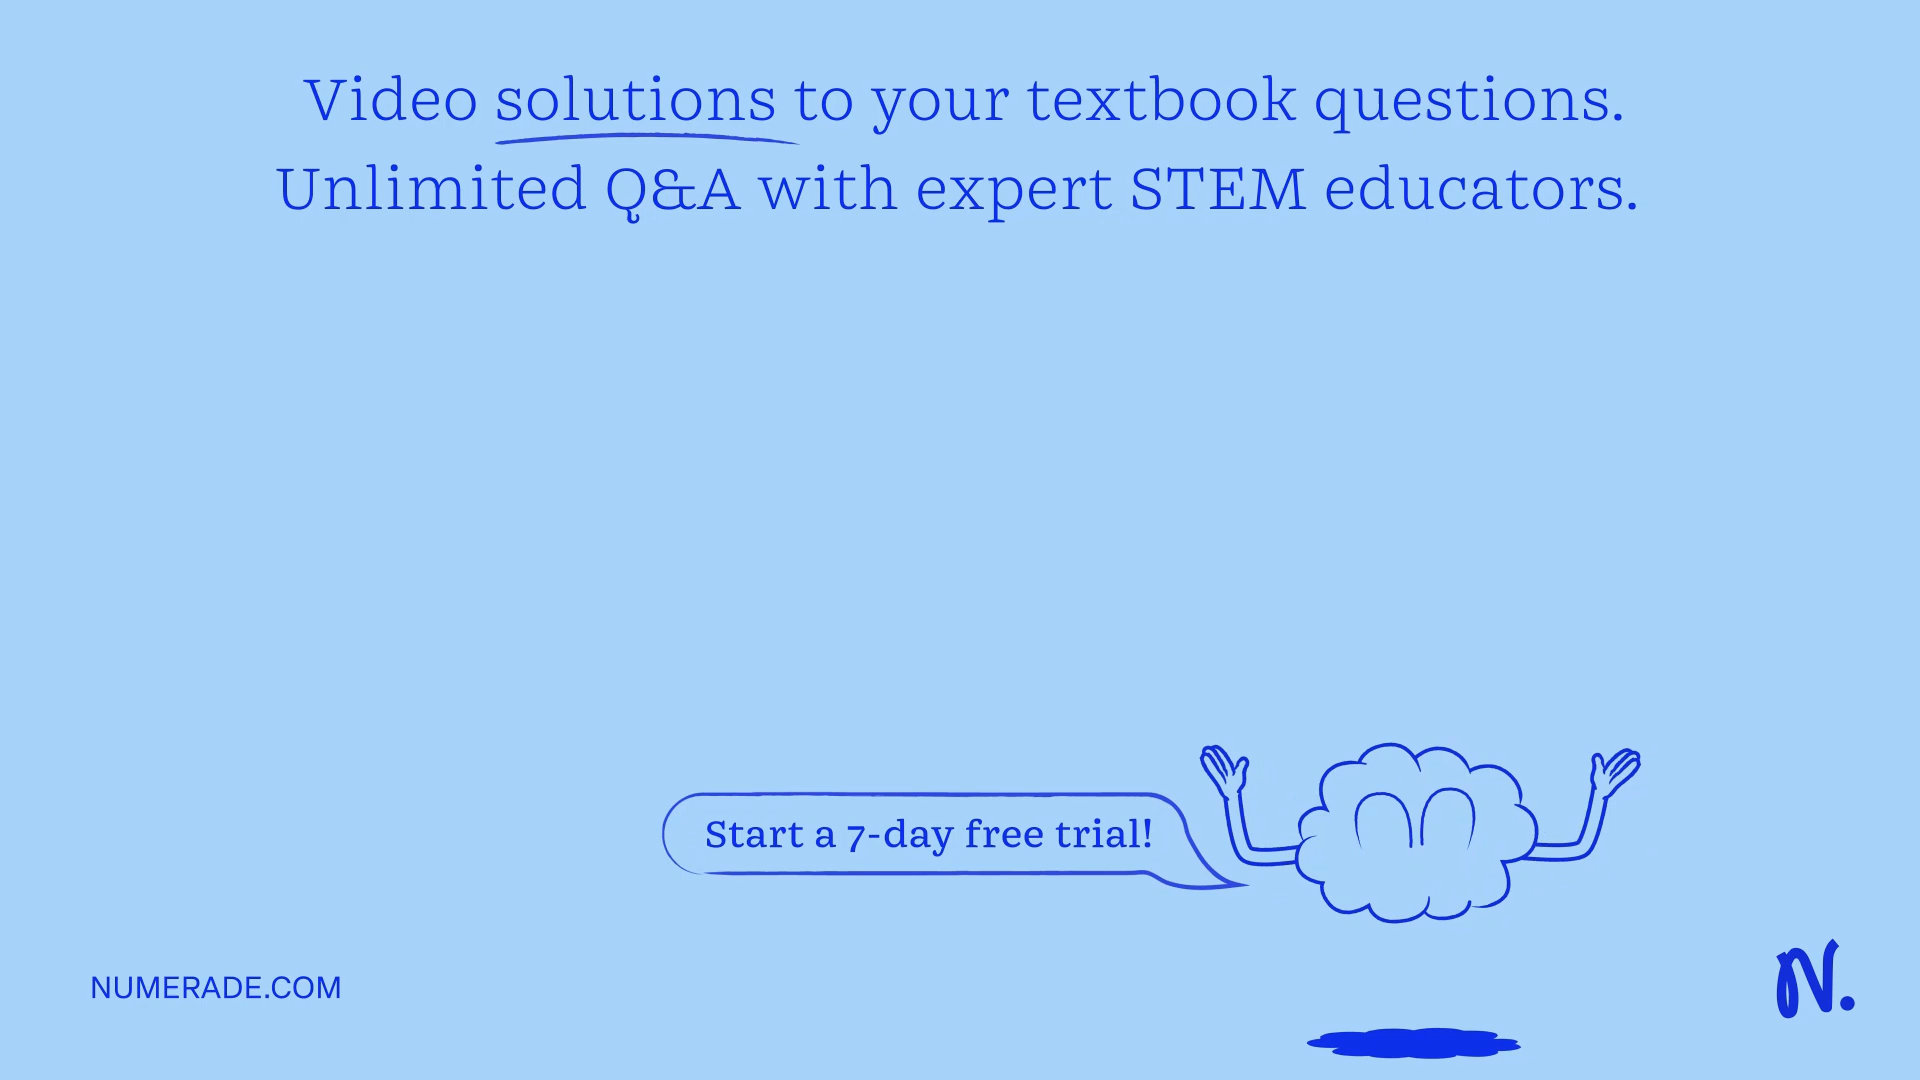 Video solutions to your textbook questions.
Unlimited Q&A with expert STEM educators.
Start a 7-day free trial!
NUMERADE.COM
N.